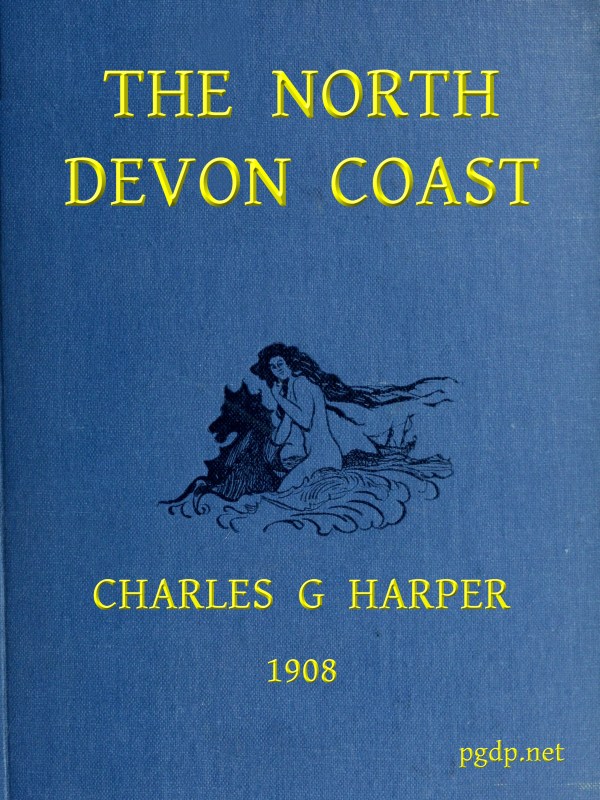 THE NORTH
DEVON COAST
CHARLES G HARPER
1908
pgdp.net